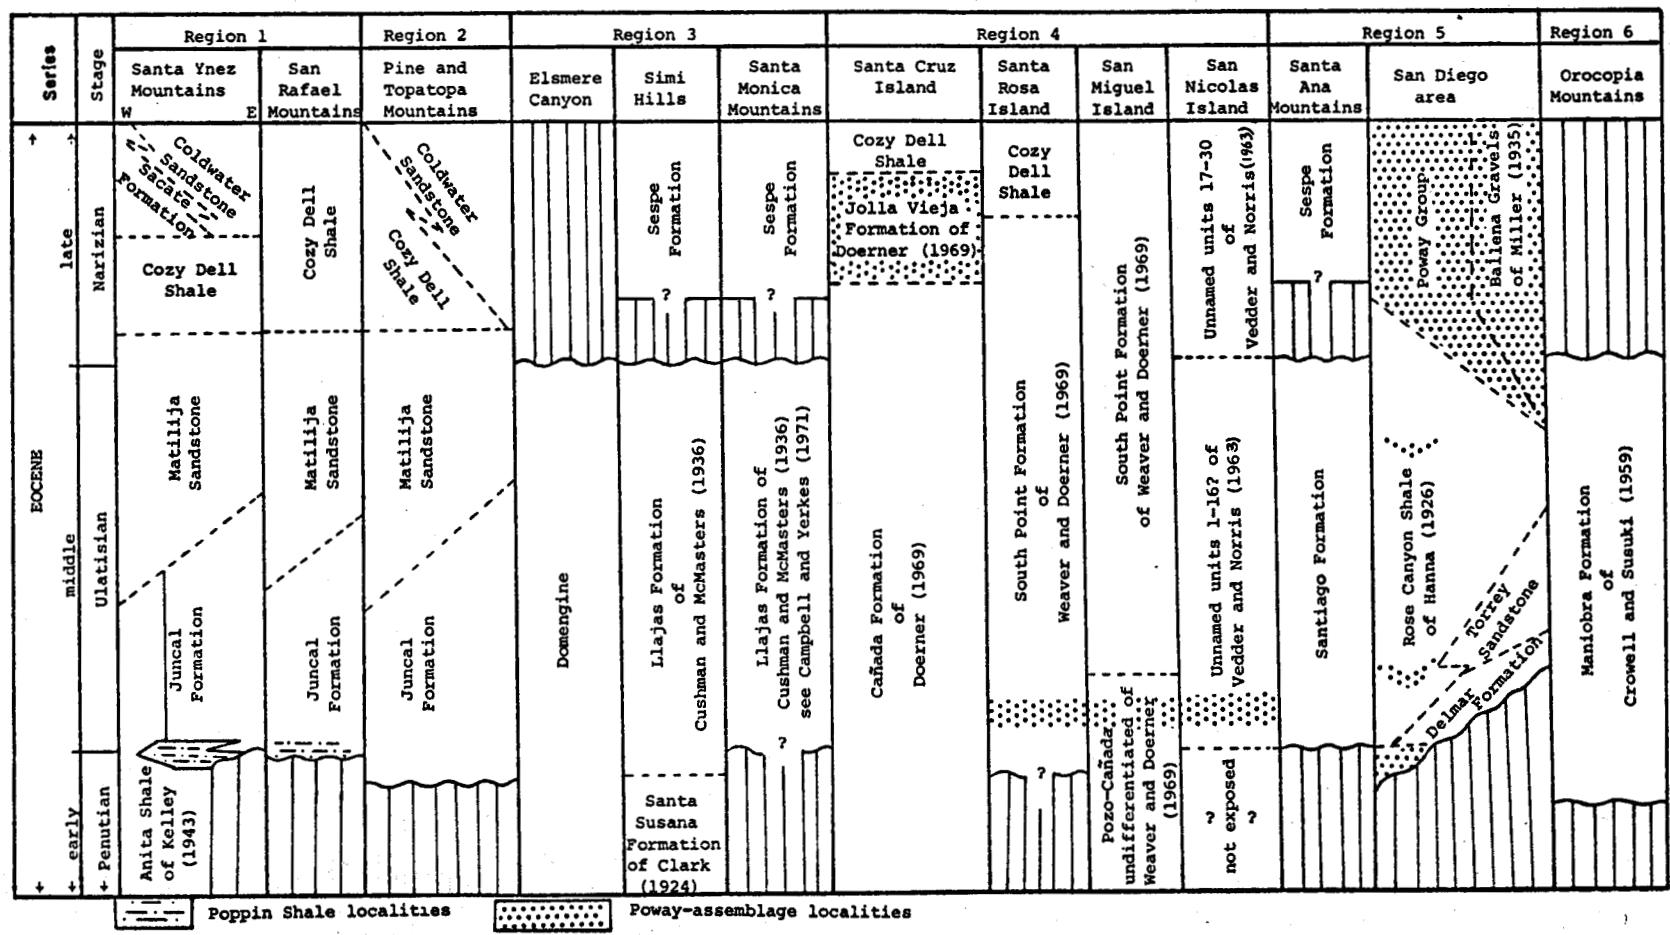 Series
Stage
Region 1
Region 2
Region 3
Region 4
Region 5
Region 6
Santa Ynez
Mountains
W E
San
Rafael
Mountains
Pine and
Topatopa
Mountains
Elsmere
Canyon
Simi
Hills
Santa
Monica
Mountains
Santa Cruz
Island
Santa
Rosa
Island
San
Miguel
Island
San
Nicolas
Island
Santa
Ana
Mountains
San Diego
area
Orocopia
Mountains
EOCENE
late
middle
early
Narizian
Ulatisian
Penutian
Coldwater
Sandstone
Sacate
Formation
Cozy Dell
Shale
Matilija
Sandstone
Juncal
Formation
Anita Shale
of Kelley
(1943)
Cozy Dell
Shale
Matilija
Sandstone
Juncal
Formation
Coldwater
Sandstone
Cozy Dell
Shale
Matilija
Sandstone
Juncal
Formation
Domengine
Sespe
Formation
?
Llajas Formation
of
Cushman and McMasters (1936)
Santa
Susana
Formation
of Clark
(1924)
Sespe
Formation
?
Llajas Formation of
Cushman and McMasters (1936)
see Campbell and Yerkes (1971)
?
Cozy Dell
Shale
Jolla Vieja
Formation of
Doerner (1969)
Cañada Formation
of
Doerner (1969)
Cozy
Dell
Shale
South Point Formation
of
Weaver and Doerner (1969)
?
South Point Formation
of Weaver and Doerner (1969)
Pozo-Cañada,
undifferentiated of
Weaver and Doerner
(1969)
Unnamed units 17-30
of
Vedder and Norris (1963)
Unnamed units 1-16? of
Vedder and Norris (1963)
? not exposed ?
Sespe
Formation
?
Santiago Formation
Poway Group
Ballena Gravels
of Miller (1935)
Rose Canyon Shale
of Hanna (1926)
Torrey
Sandstone
Delmar
Formation
Maniobra Formation
of
Crowell and Susuki (1959)
Poppin Shale localities
Poway-assemblage localities